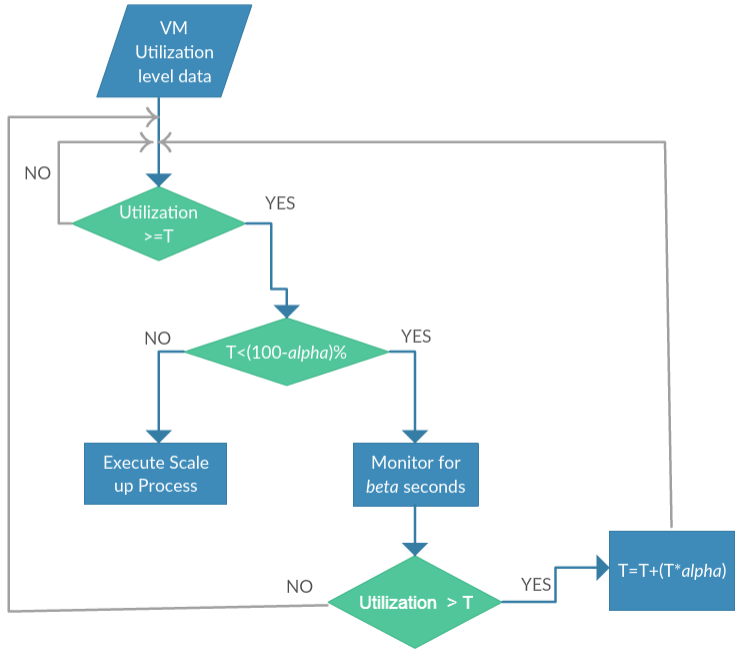 VM
Utilization
level data
NO
Utilization
>=T
YES
NO
T<(100-alpha)%
YES
Execute Scale
up Process
Monitor for
beta seconds
NO
Utilization > T
YES
T=T+(T*alpha)